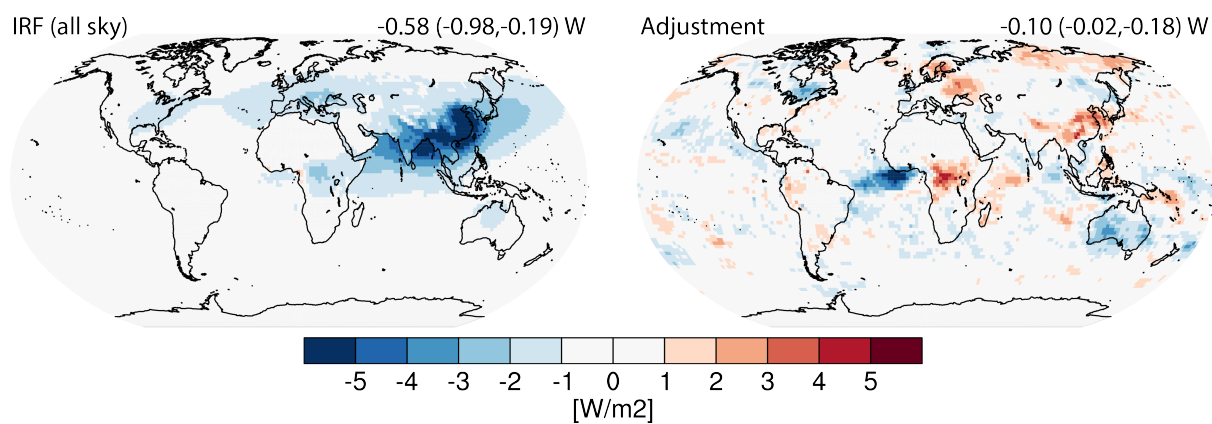 IRF (all sky) -0.58 (-0.98,-0.19) W
Adjustment -0.10 (-0.02,-0.18) W
-5 -4 -3 -2 -1 0 1 2 3 4 5
[W/m2]